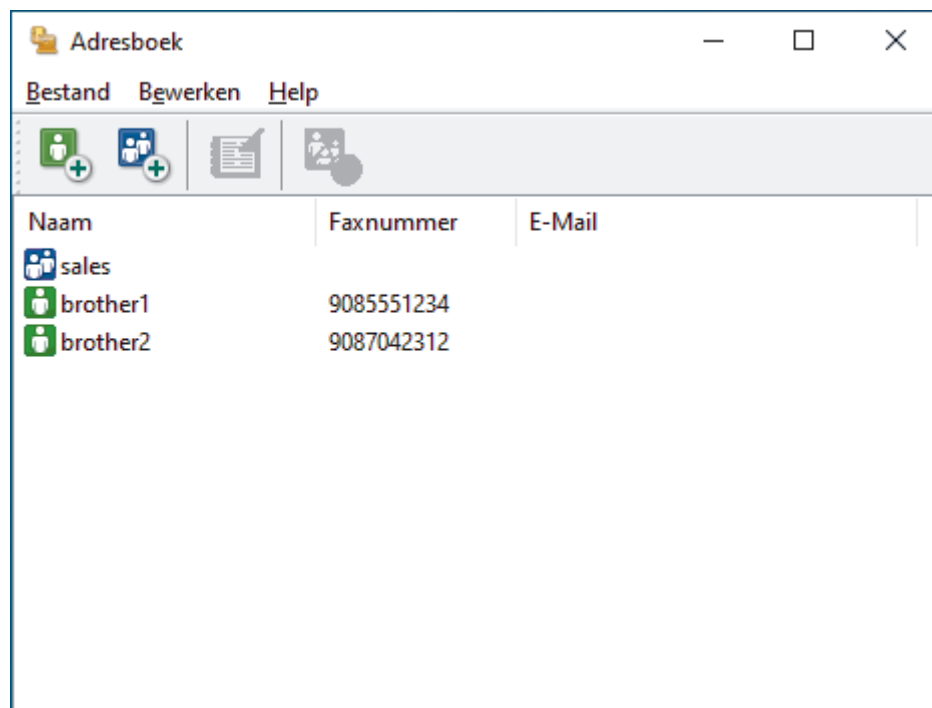 Adresboek
Bestand Bewerken Help
Naam Faxnummer E-Mail
sales
brother1 9085551234
brother2 9087042312